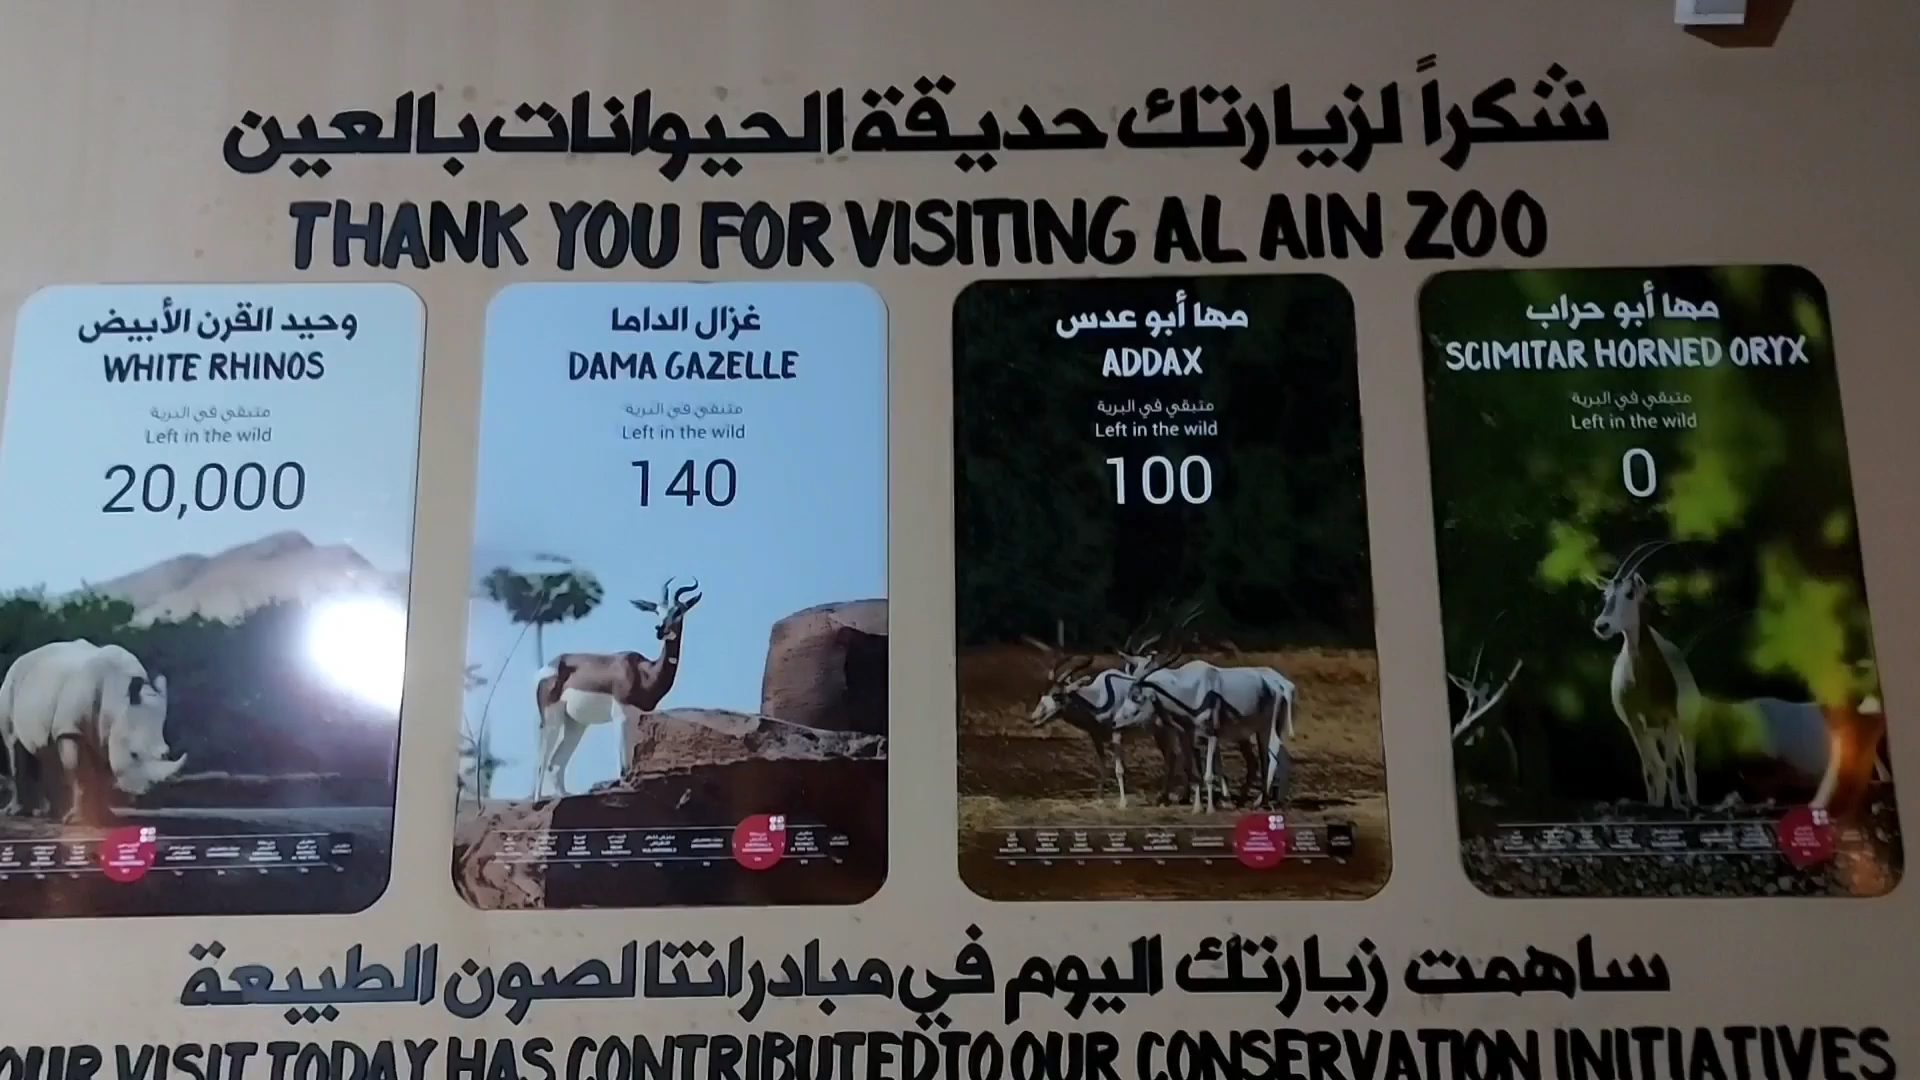 شكراً لزيارتك حديقة الحيوانات بالعين
THANK YOU FOR VISITING AL AIN ZOO
وحيد القرن الأبيض
WHITE RHINOS
متبقي في البرية
Left in the wild
20,000
غزال الداما
DAMA GAZELLE
متبقي في البرية
Left in the wild
140
مها أبو عدس
ADDAX
متبقي في البرية
Left in the wild
100
مها أبو حراب
SCIMITAR HORNED ORYX
متبقي في البرية
Left in the wild
0
ساهمت زيارتك اليوم في مبادراتنا لصون الطبيعة
OUR VISIT TODAY HAS CONTRIBUTED TO OUR CONSERVATION INITIATIVES